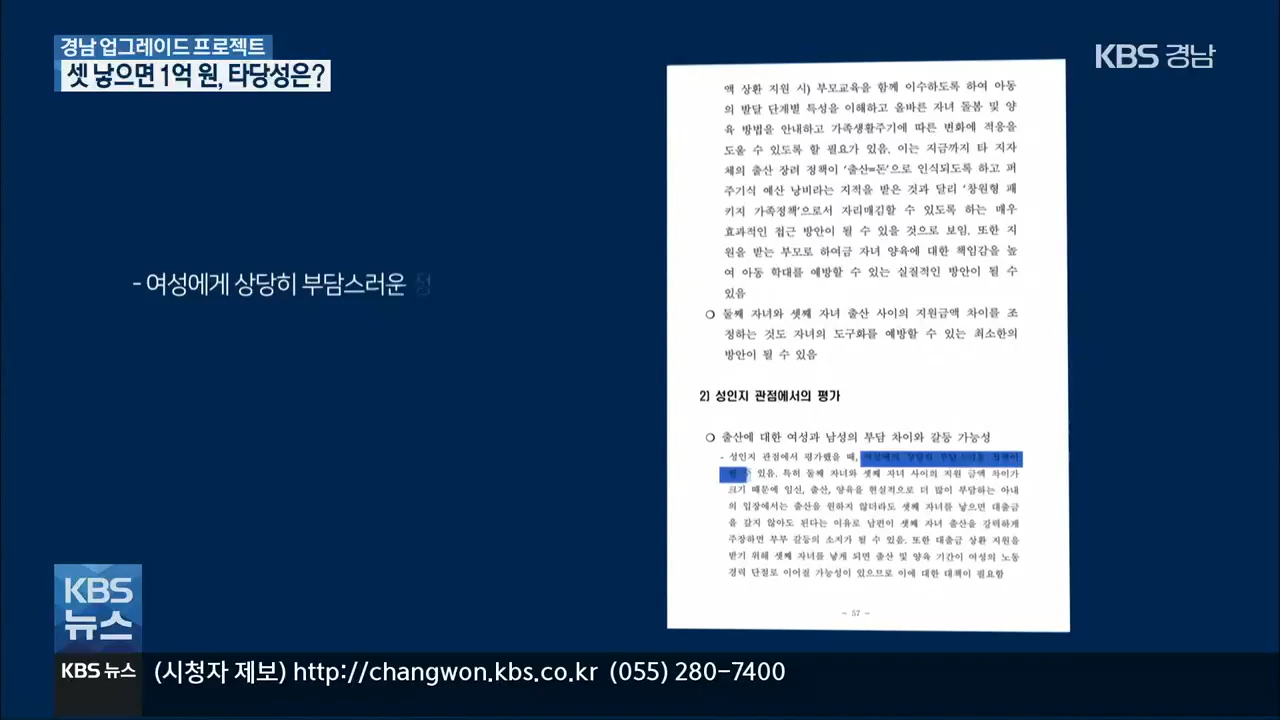 경남 업그레이드 프로젝트
셋 낳으면 1억 원, 타당성은?
KBS 경남
액 상환 지원 시) 부모교육을 함께 이수하도록 하여 아동
의 발달 단계별 특성을 이해하고 올바른 자녀 돌봄 및 양
육 방법을 안내하고 가족생활주기에 따른 변화에 적응을
도울 수 있도록 할 필요가 있음. 이는 지금까지 타 지자
체의 출산 장려 정책이 '출산=돈'으로 인식되도록 하고 퍼
주기식 예산 낭비라는 지적을 받은 것과 달리 '창원형 패
키지 가족정책'으로서 자리매김할 수 있도록 하는 매우
효과적인 접근 방안이 될 수 있을 것으로 보임. 또한 지
원을 받는 부모로 하여금 자녀 양육에 대한 책임감을 높
여 아동 학대를 예방할 수 있는 실질적인 방안이 될 수
있음
❍ 둘째 자녀와 셋째 자녀 출산 사이의 지원금액 차이를 조
정하는 것도 자녀의 도구화를 예방할 수 있는 최소한의
방안이 될 수 있음
2) 성인지 관점에서의 평가
❍ 출산에 대한 여성과 남성의 부담 차이와 갈등 가능성
- 성인지 관점에서 평가했을 때,
있음. 특히 둘째 자녀와 셋째 자녀 사이의 지원 금액 차이가
크기 때문에 임신, 출산, 양육을 현실적으로 더 많이 부담하는 아내
의 입장에서는 출산을 원하지 않더라도 셋째 자녀를 낳으면 대출금
을 갚지 않아도 된다는 이유로 남편이 셋째 자녀 출산을 강력하게
주장하면 부부 갈등의 소지가 될 수 있음. 또한 대출금 상환 지원을
받기 위해 셋째 자녀를 낳게 되면 출산 및 양육 기간이 여성의 노동
경력 단절로 이어질 가능성이 있으므로 이에 대한 대책이 필요함
- 57 -
- 여성에게 상당히 부담스러운
KBS
뉴스
KBS 뉴스 (시청자 제보) http://changwon.kbs.co.kr (055) 280-7400